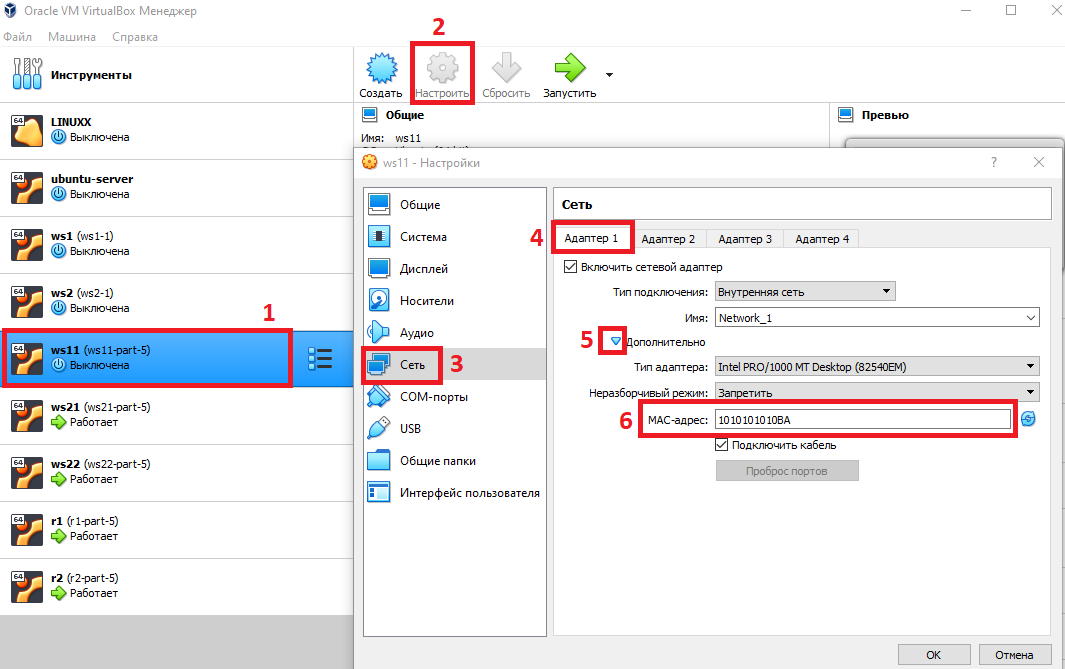 Oracle VM VirtualBox Менеджер
Файл Машина Справка
Инструменты
64 LINUXX
Выключена
64 ubuntu-server
Выключена
64 ws1 (ws1-1)
Выключена
64 ws2 (ws2-1)
Выключена
1
64 ws11 (ws11-part-5)
Выключена
64 ws21 (ws21-part-5)
Работает
64 ws22 (ws22-part-5)
Работает
64 r1 (r1-part-5)
Работает
64 r2 (r2-part-5)
Работает
2
Создать Настроить Сбросить Запустить
Общие
Имя: ws11
Превью
ws11 - Настройки ?
Общие
Система
Дисплей
Носители
Аудио
Сеть 3
COM-порты
USB
Общие папки
Интерфейс пользователя
Сеть
4 Адаптер 1 Адаптер 2 Адаптер 3 Адаптер 4
Включить сетевой адаптер
Тип подключения: Внутренняя сеть
Имя: Network_1
5 Дополнительно
Тип адаптера: Intel PRO/1000 MT Desktop (82540EM)
Неразборчивый режим: Запретить
6 MAC-адрес: 1010101010BA
Подключить кабель
Проброс портов
OK Отмена